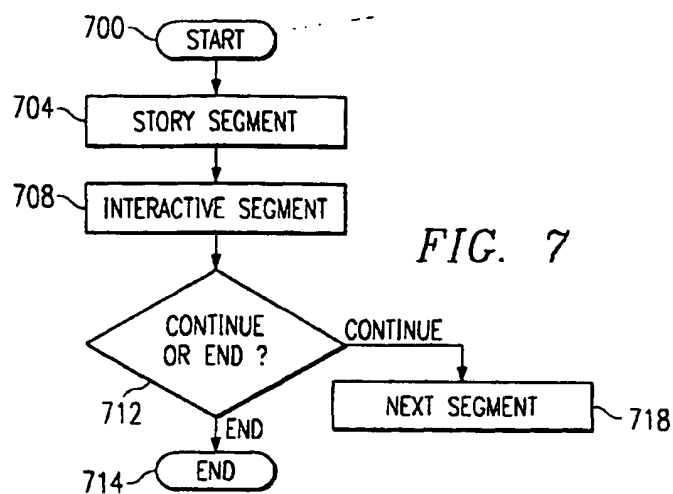 700
START
704
STORY SEGMENT
708
INTERACTIVE SEGMENT
FIG. 7
CONTINUE
OR END ?
CONTINUE
712
NEXT SEGMENT
718
END
714
END